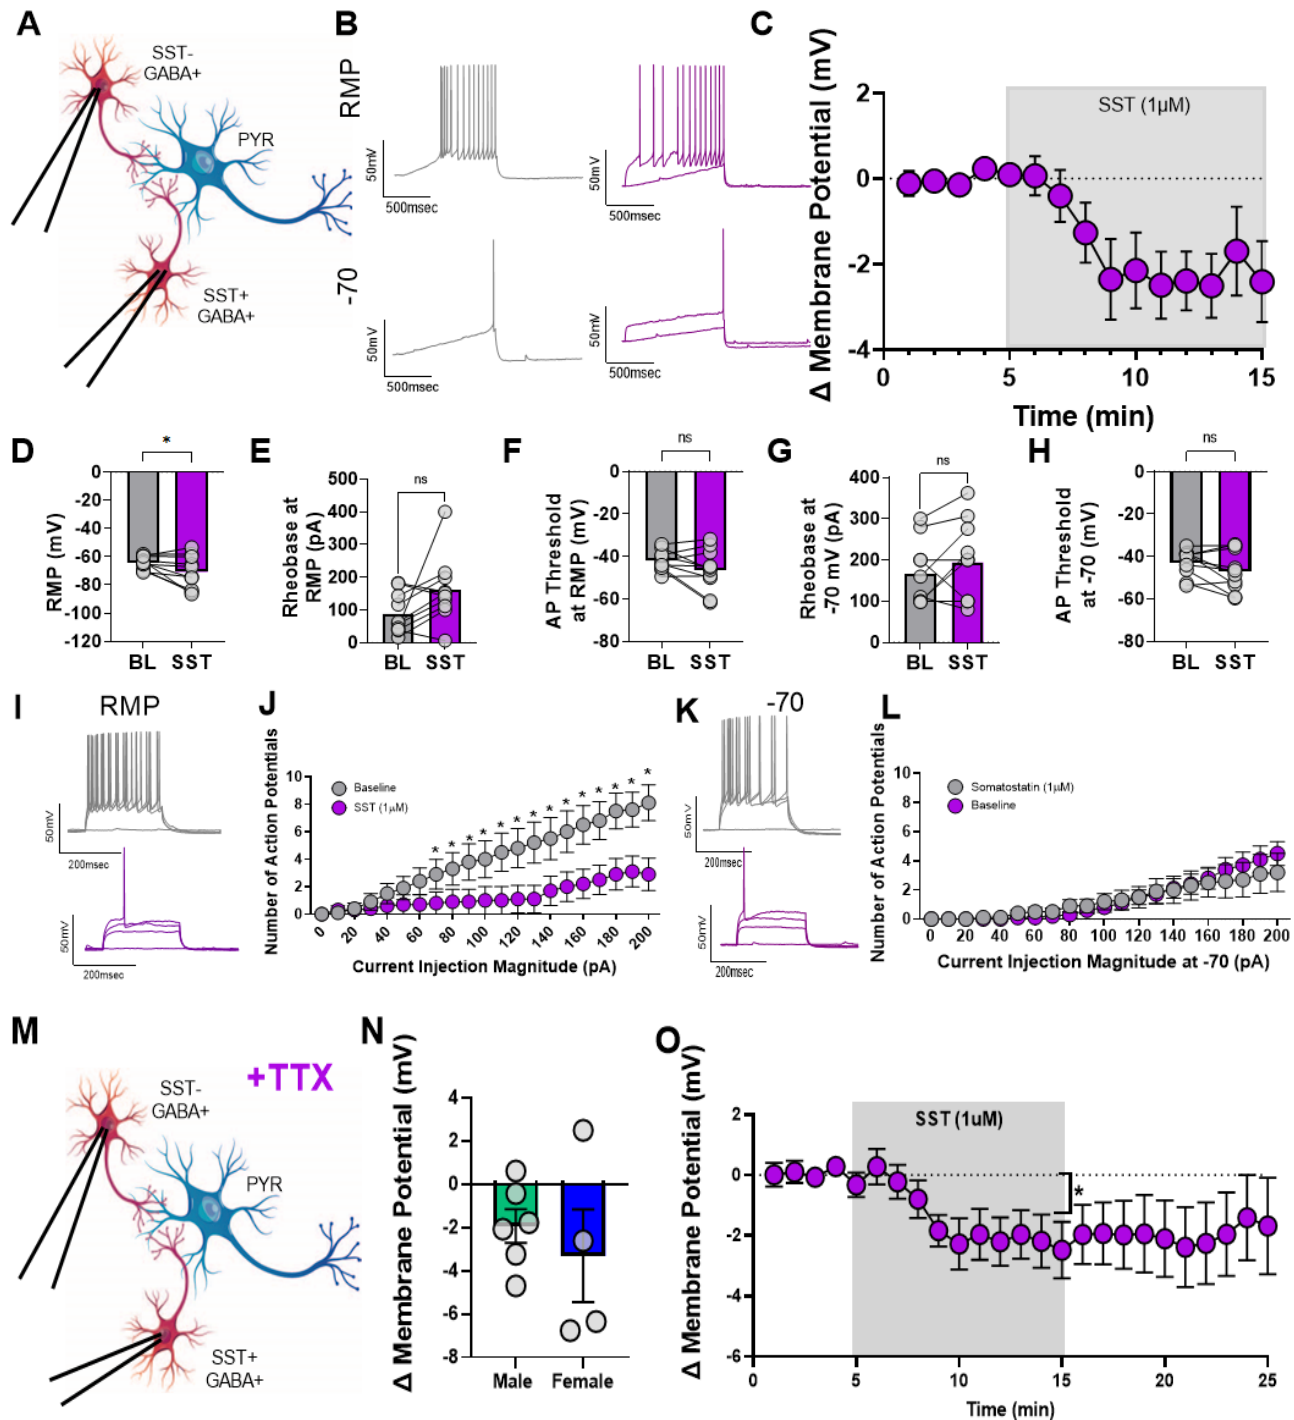 A
SST-
GABA+
PYR
SST+
GABA+
B
RMP
50mV
500msec
50mV
500msec
-70
50mV
500msec
50mV
500msec
C
Δ Membrane Potential (mV)
2
0
-2
-4
SST (1μM)
0
5
10
15
Time (min)
D
*
RMP (mV)
0
-20
-40
-60
-80
-100
-120
BL
SST
E
ns
Rheobase at
RMP (pA)
500
400
300
200
100
0
BL
SST
F
ns
AP Threshold
at RMP (mV)
0
-20
-40
-60
-80
BL
SST
G
ns
Rheobase at
-70 mV (pA)
400
300
200
100
0
BL
SST
H
ns
AP Threshold
at -70 (mV)
0
-20
-40
-60
-80
BL
SST
I
RMP
50mV
200msec
50mV
200msec
J
Number of Action Potentials
10
8
6
4
2
0
Baseline
SST (1μM)
* * * * * * * * * * * * * *
0 20 40 60 80 100 120 140 160 180 200
Current Injection Magnitude (pA)
K
-70
50mV
200msec
50mV
200msec
L
Number of Action Potentials
10
8
6
4
2
0
Somatostatin (1μM)
Baseline
0 20 40 60 80 100 120 140 160 180 200
Current Injection Magnitude at -70 (pA)
M
+TTX
SST-
GABA+
PYR
SST+
GABA+
N
Δ Membrane Potential (mV)
4
2
0
-2
-4
-6
-8
Male
Female
O
Δ Membrane Potential (mV)
2
0
-2
-4
-6
SST (1uM)
*
0
5
10
15
20
25
Time (min)